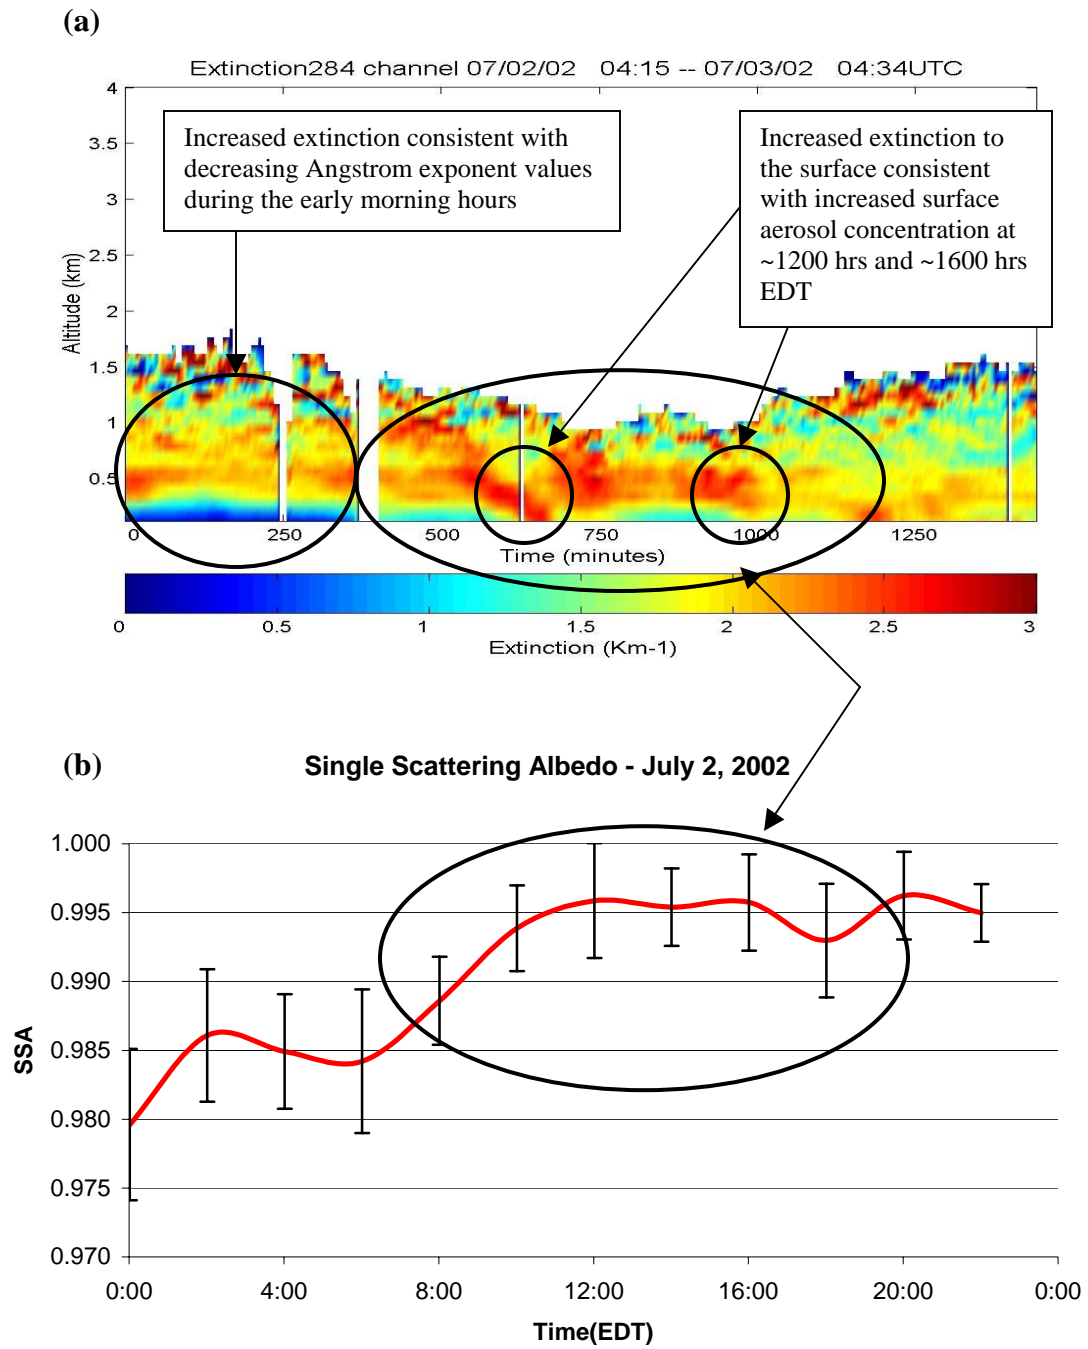 (a)
Extinction284 channel 07/02/02 04:15 -- 07/03/02 04:34UTC
4
3.5
3
2.5
2
1.5
1
0.5
Altitude (km)
Increased extinction consistent with
decreasing Angstrom exponent values
during the early morning hours
Increased extinction to
the surface consistent
with increased surface
aerosol concentration at
~1200 hrs and ~1600 hrs
EDT
0 250 500 750 1000 1250
Time (minutes)
0 0.5 1 1.5 2 2.5 3
Extinction (Km-1)
(b)
Single Scattering Albedo - July 2, 2002
1.000
0.995
0.990
0.985
0.980
0.975
0.970
SSA
0:00 4:00 8:00 12:00 16:00 20:00 0:00
Time(EDT)